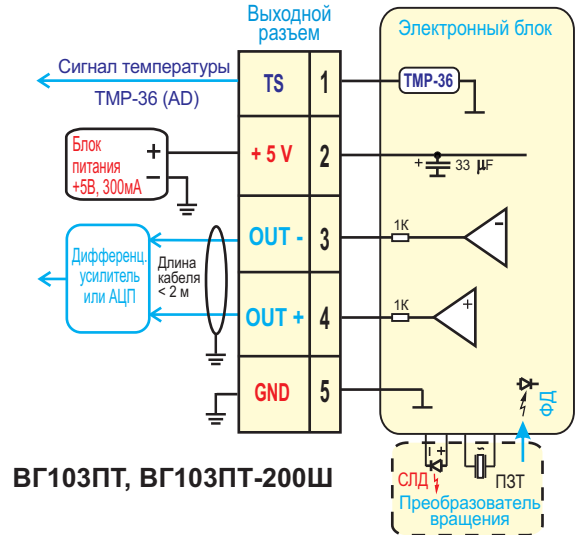 Выходной
разъем
Электронный блок
Сигнал температуры
TMP-36 (AD)
TS
1
TMP-36
Блок
питания
+5В, 300мА
+
−
+ 5 V
2
+
33 μF
Дифференц.
усилитель
или АЦП
Длина
кабеля
< 2 м
OUT -
3
1К
-
OUT +
4
1К
+
GND
5
ФД
− +
~
СЛД
ПЗТ
Преобразователь
вращения
ВГ103ПТ, ВГ103ПТ-200Ш